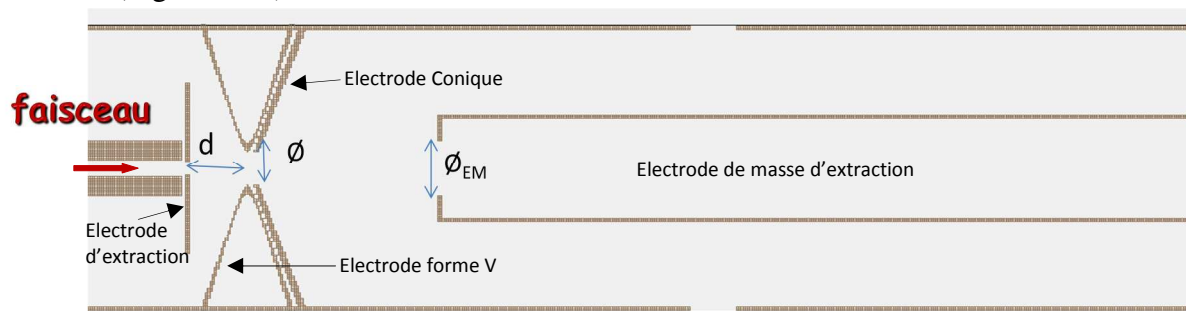 Electrode Conique
faisceau
d
Ø
ØEM
Electrode de masse d'extraction
Electrode
d'extraction
Electrode forme V